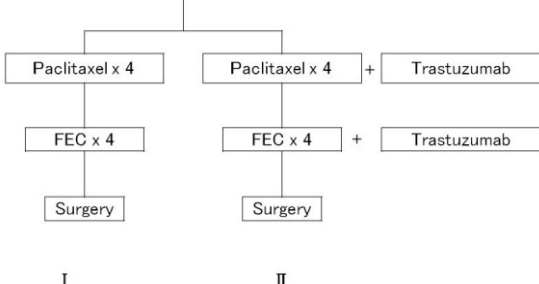 Paclitaxel x 4 Paclitaxel x 4 + Trastuzumab
FEC x 4 FEC x 4 + Trastuzumab
Surgery Surgery
I II